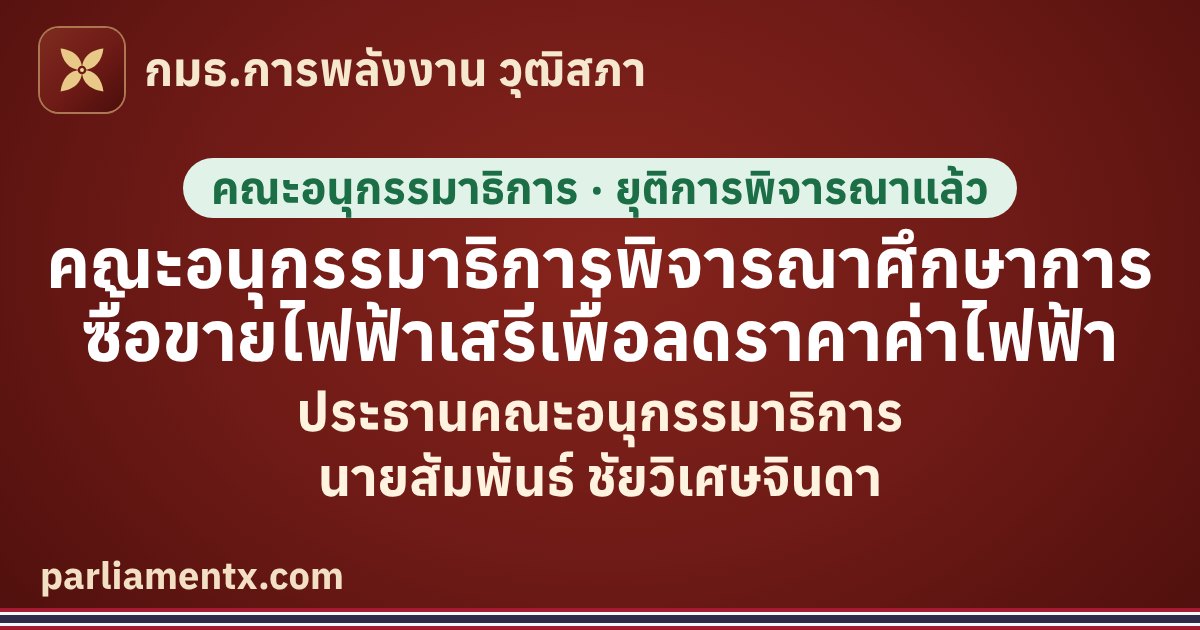 กมธ.การพลังงาน วุฒิสภา
คณะอนุกรรมาธิการ · ยุติการพิจารณาแล้ว
คณะอนุกรรมาธิการพิจารณาศึกษาการ
ซื้อขายไฟฟ้าเสรีเพื่อลดราคาค่าไฟฟ้า
ประธานคณะอนุกรรมาธิการ
นายสัมพันธ์ ชัยวิเศษจินดา
parliamentx.com